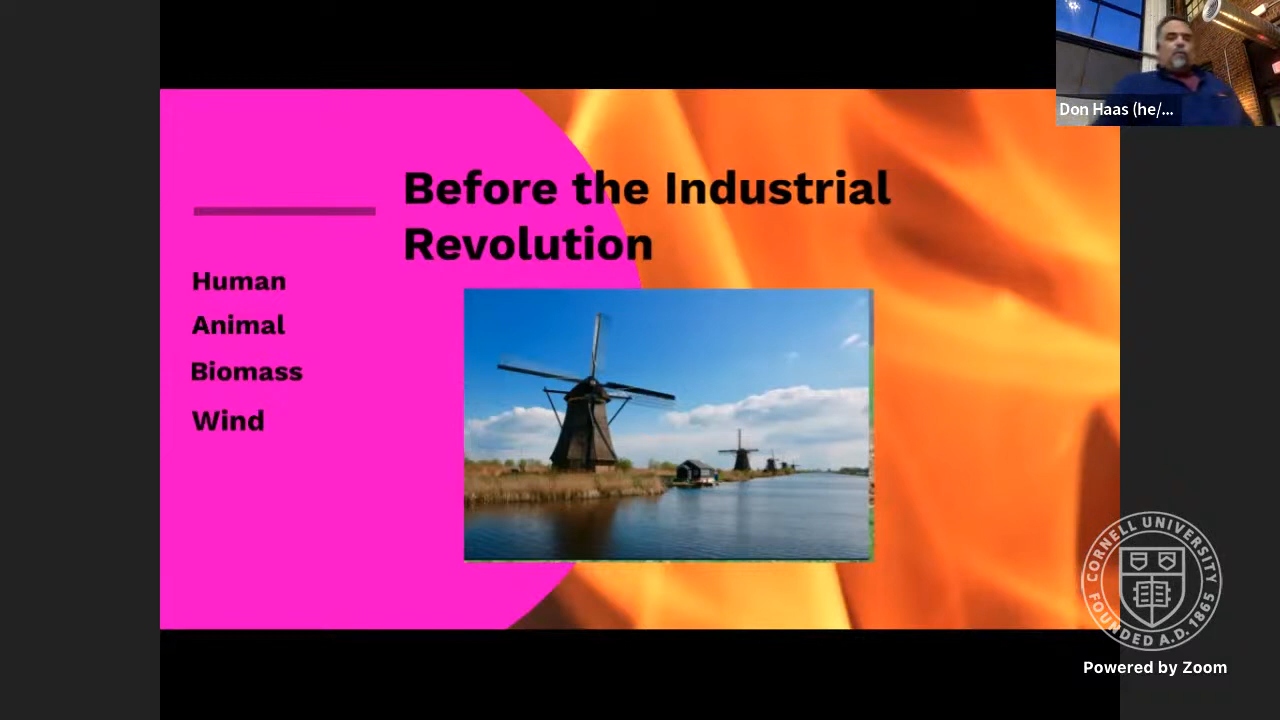 Don Haas (he/...
Before the Industrial
Revolution
Human
Animal
Biomass
Wind
CORNELL UNIVERSITY
FOUNDED A.D. 1865
Powered by Zoom